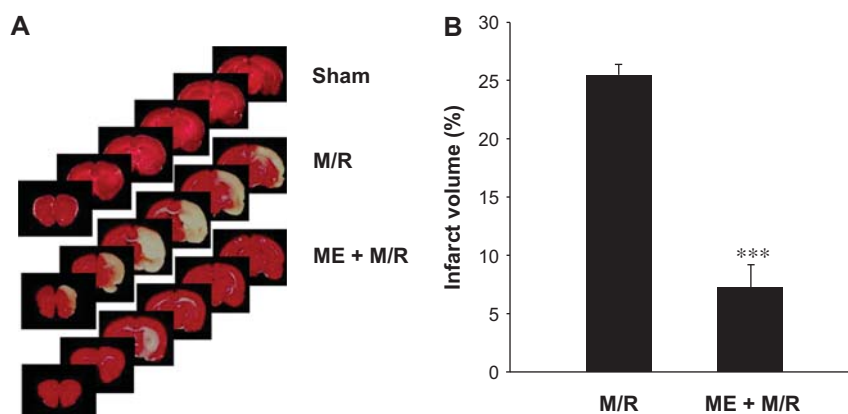 A
Sham
M/R
ME + M/R
B
Infarct volume (%)
30
25
20
15
10
5
0
***
M/R
ME + M/R